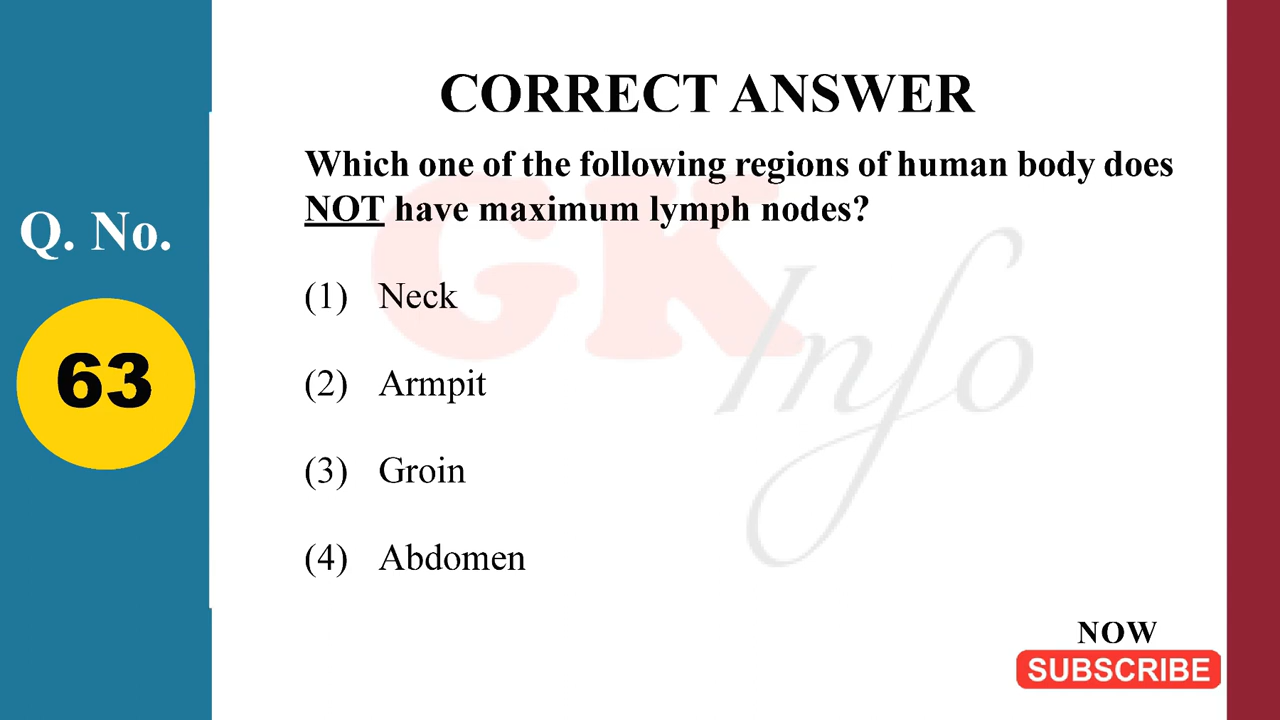 CORRECT ANSWER
Which one of the following regions of human body does
NOT have maximum lymph nodes?
Q. No.
63
(1) Neck
(2) Armpit
(3) Groin
(4) Abdomen
GK
Info
NOW
SUBSCRIBE